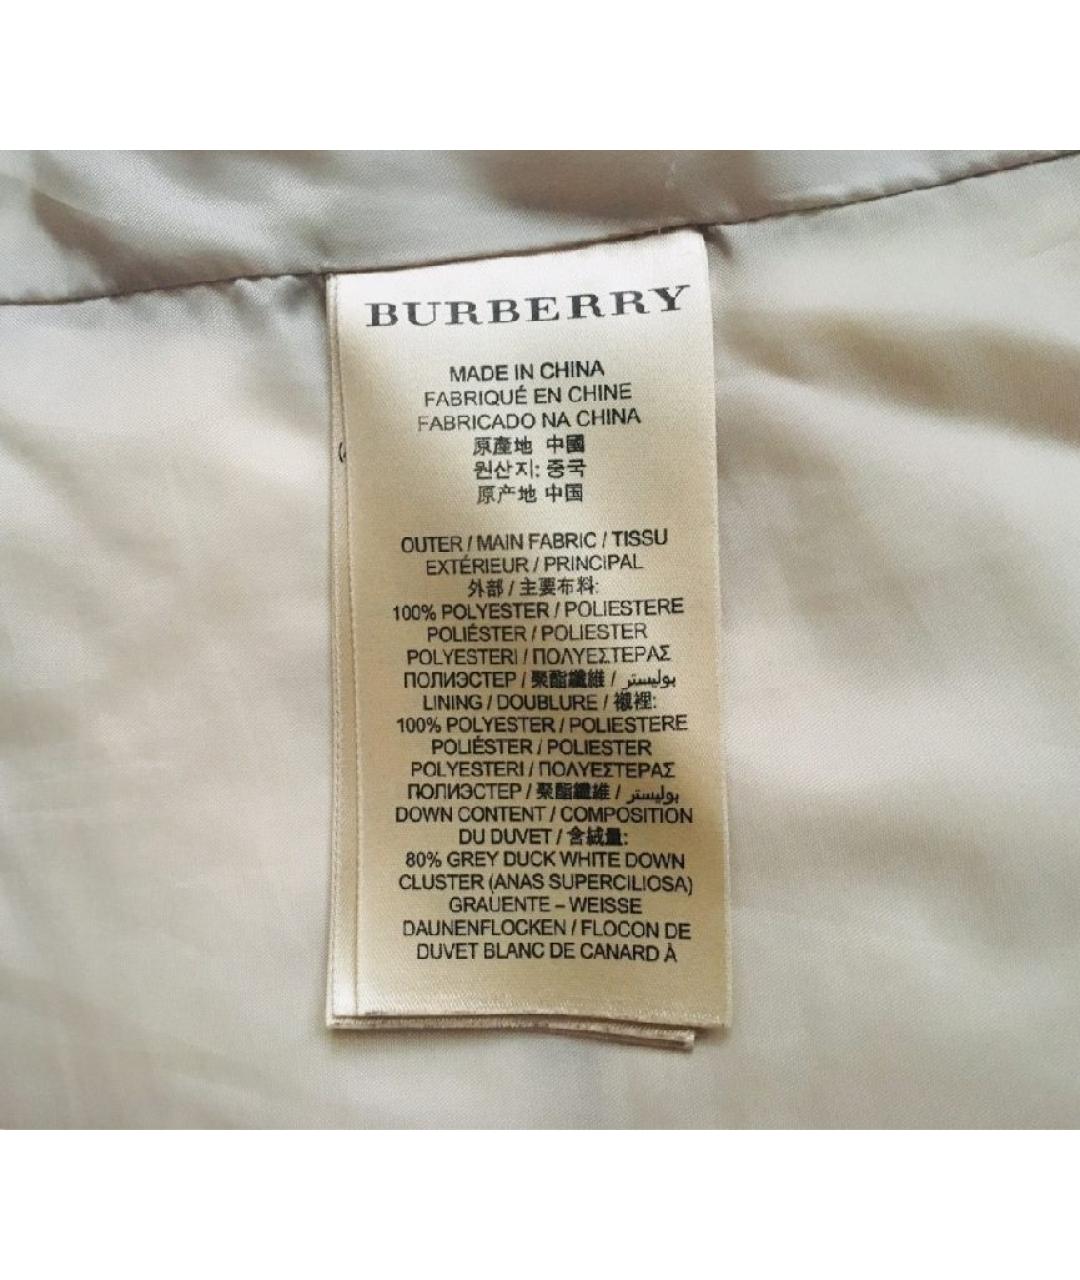 BURBERRY
MADE IN CHINA
FABRIQUÉ EN CHINE
FABRICADO NA CHINA
原產地 中國
원산지: 중국
原产地 中国
OUTER / MAIN FABRIC / TISSU
EXTÉRIEUR / PRINCIPAL
外部 / 主要布料:
100% POLYESTER / POLIESTERE
POLIÉSTER / POLIESTER
POLYESTERI / ΠΟΛΥΕΣΤΕΡΑΣ
ПОЛИЭСТЕР / 聚酯纖維 / بوليستر
LINING / DOUBLURE / 襯裡:
100% POLYESTER / POLIESTERE
POLIÉSTER / POLIESTER
POLYESTERI / ΠΟΛΥΕΣΤΕΡΑΣ
ПОЛИЭСТЕР / 聚酯纖維 / بوليستر
DOWN CONTENT / COMPOSITION
DU DUVET / 含絨量:
80% GREY DUCK WHITE DOWN
CLUSTER (ANAS SUPERCILIOSA)
GRAUENTE – WEISSE
DAUNENFLOCKEN / FLOCON DE
DUVET BLANC DE CANARD À